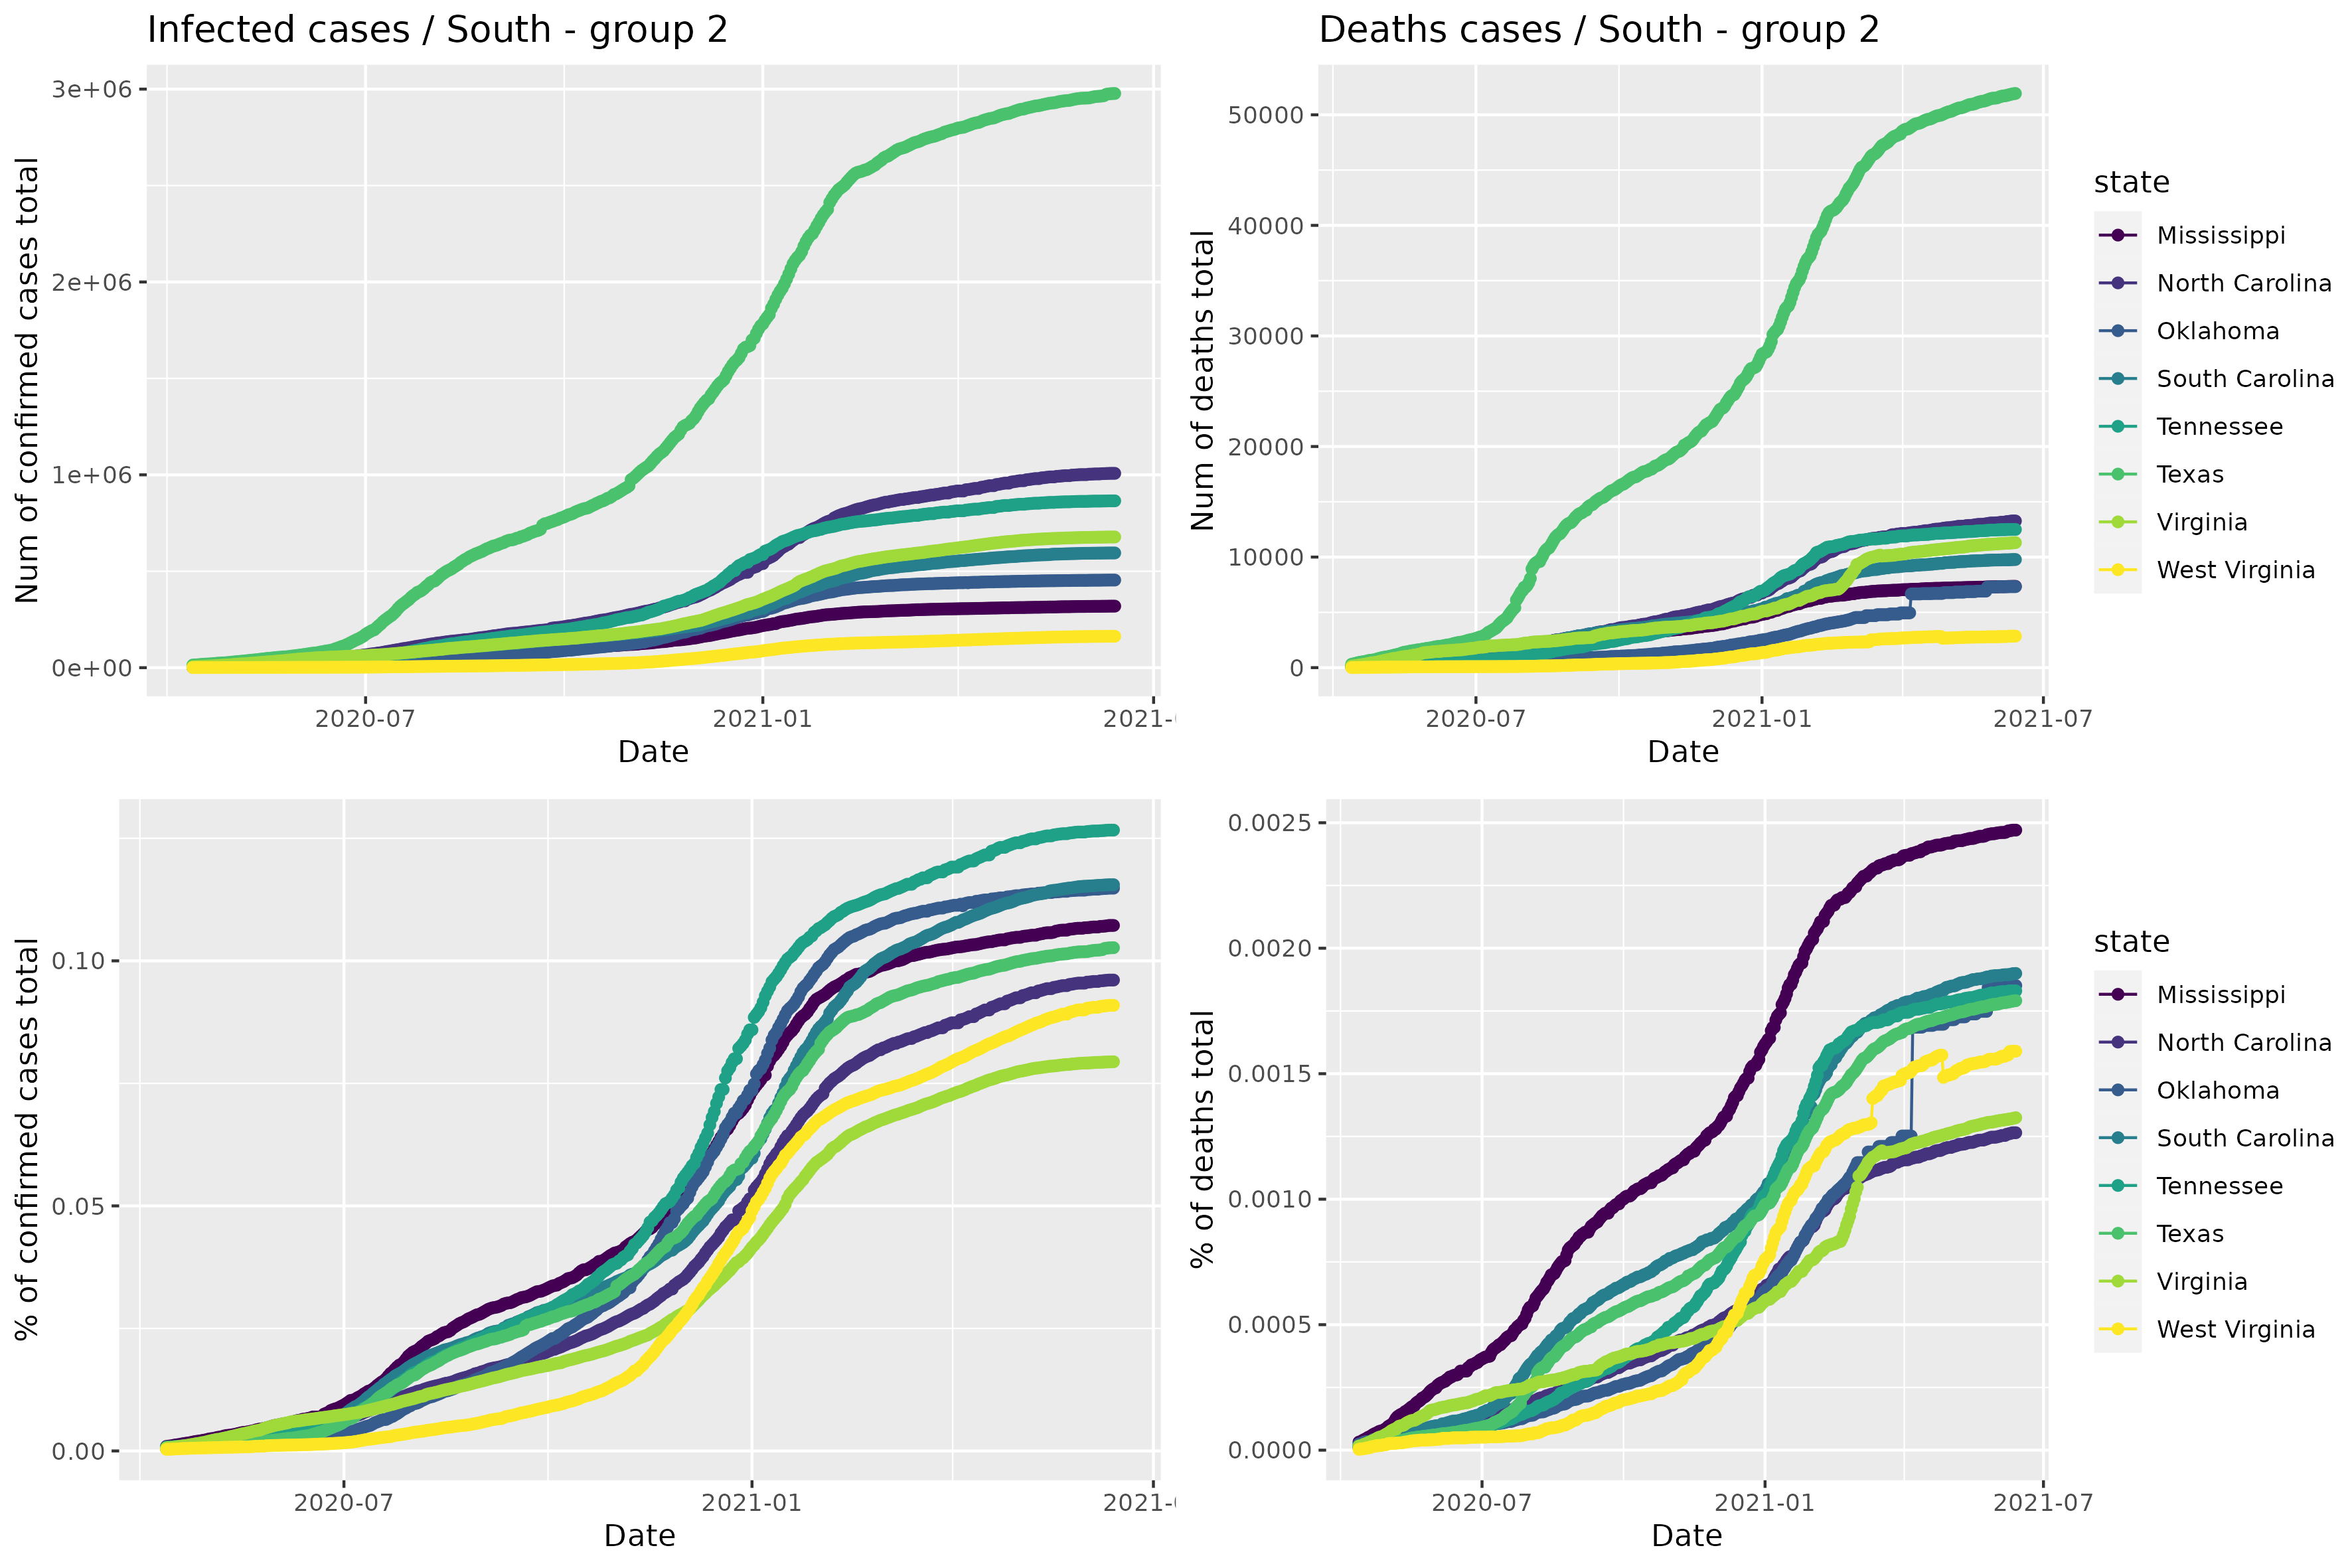 Infected cases / South - group 2
Num of confirmed cases total
3e+06
2e+06
1e+06
0e+00
2020-07
2021-01
2021-
Date
Deaths cases / South - group 2
Num of deaths total
50000
40000
30000
20000
10000
0
2020-07
2021-01
2021-07
Date
state
Mississippi
North Carolina
Oklahoma
South Carolina
Tennessee
Texas
Virginia
West Virginia
% of confirmed cases total
0.10
0.05
0.00
2020-07
2021-01
2021-
Date
% of deaths total
0.0025
0.0020
0.0015
0.0010
0.0005
0.0000
2020-07
2021-01
2021-07
Date
state
Mississippi
North Carolina
Oklahoma
South Carolina
Tennessee
Texas
Virginia
West Virginia